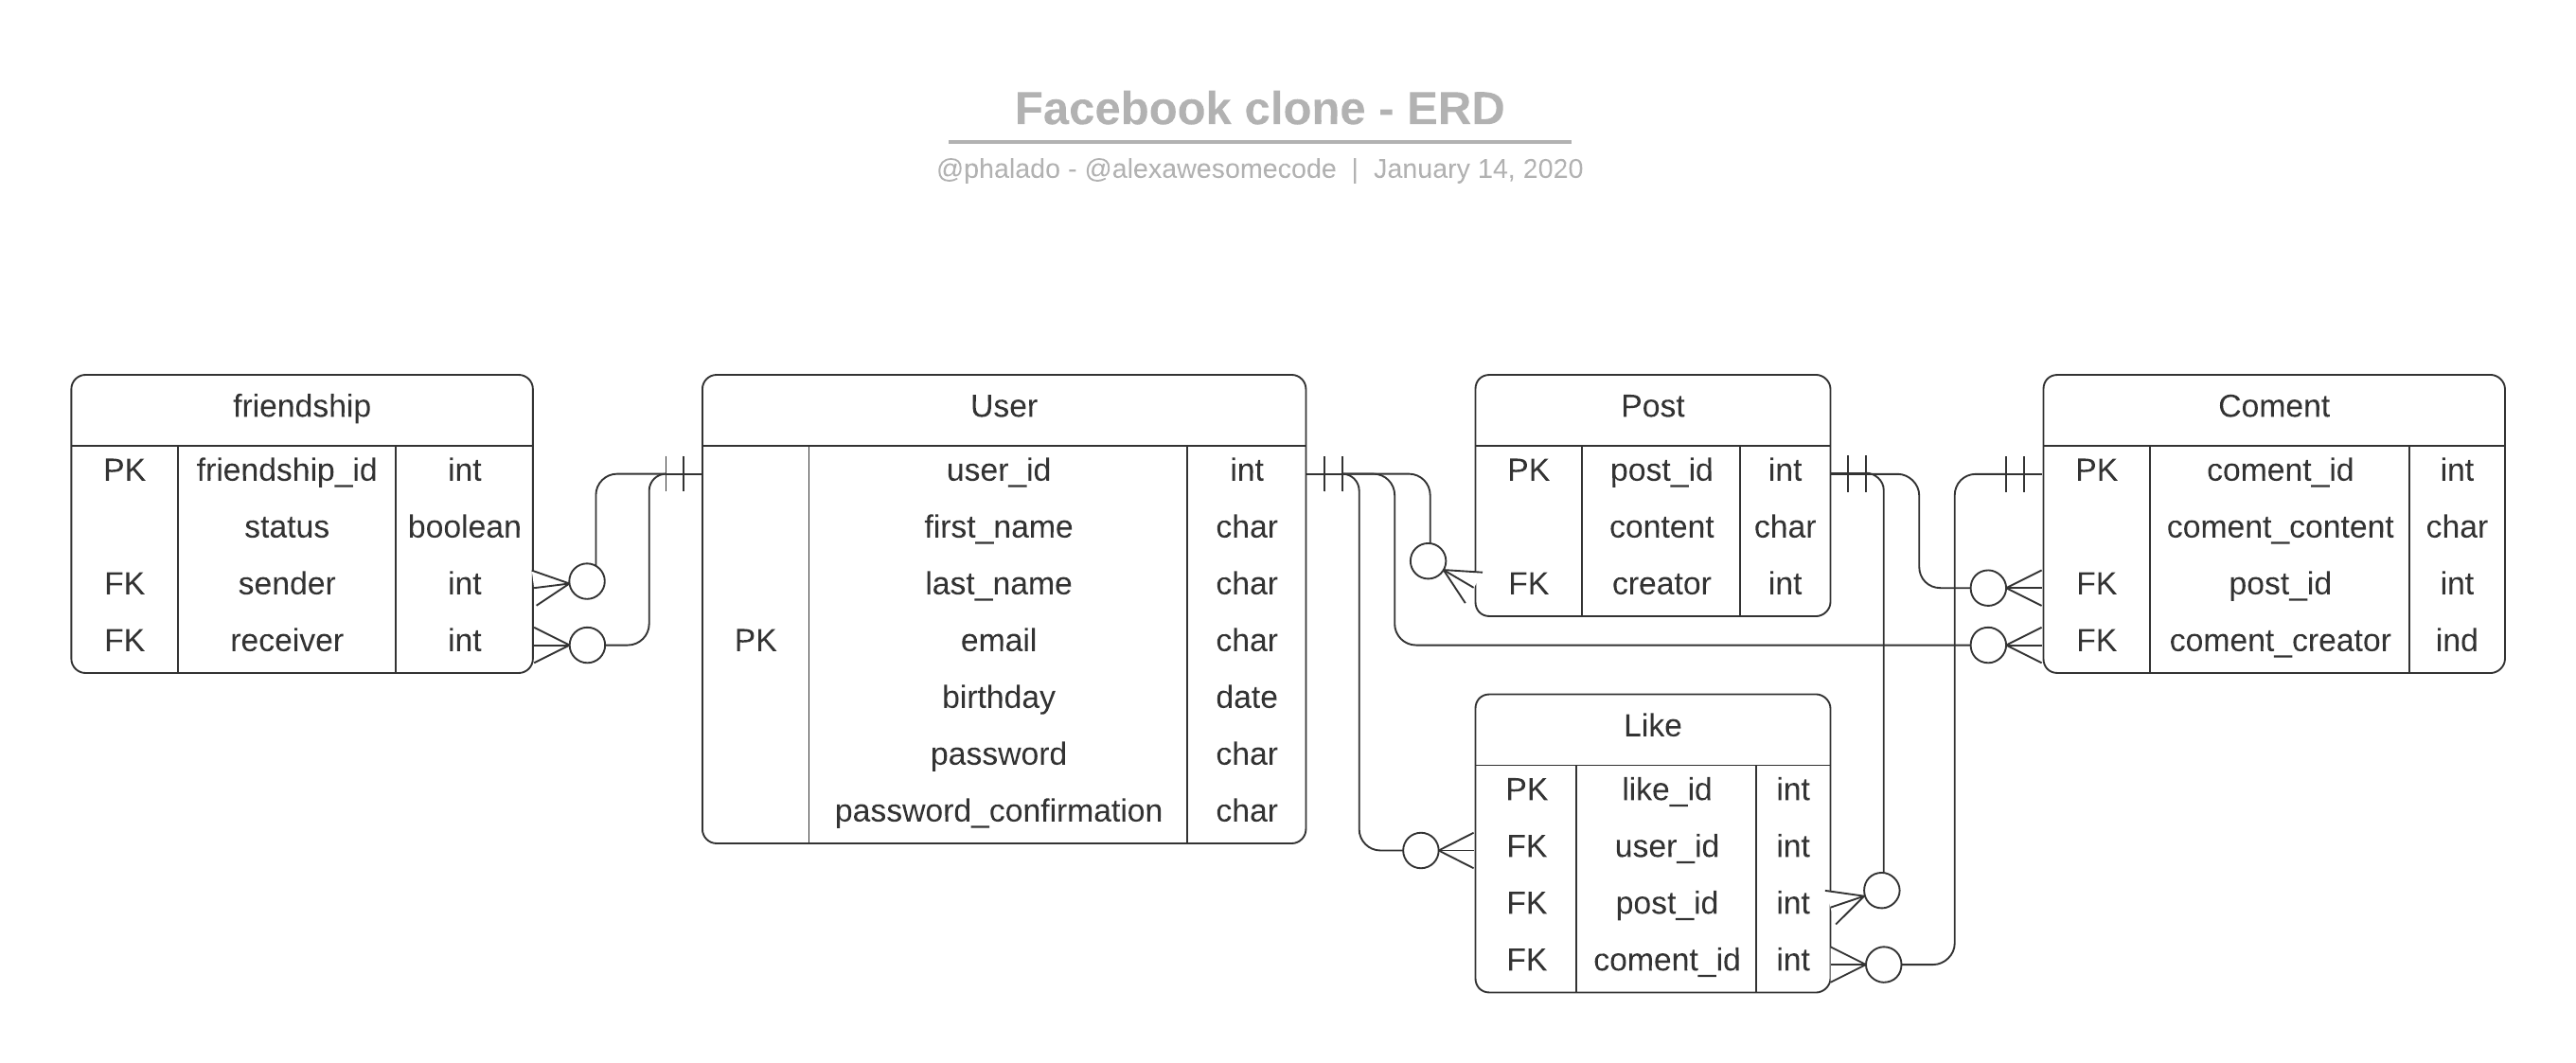 Facebook clone - ERD
@phalado - @alexawesomecode | January 14, 2020
friendship
PK friendship_id int
status boolean
FK sender int
FK receiver int
User
user_id int
first_name char
last_name char
PK email char
birthday date
password char
password_confirmation char
Post
PK post_id int
content char
FK creator int
Coment
PK coment_id int
coment_content char
FK post_id int
FK coment_creator ind
Like
PK like_id int
FK user_id int
FK post_id int
FK coment_id int